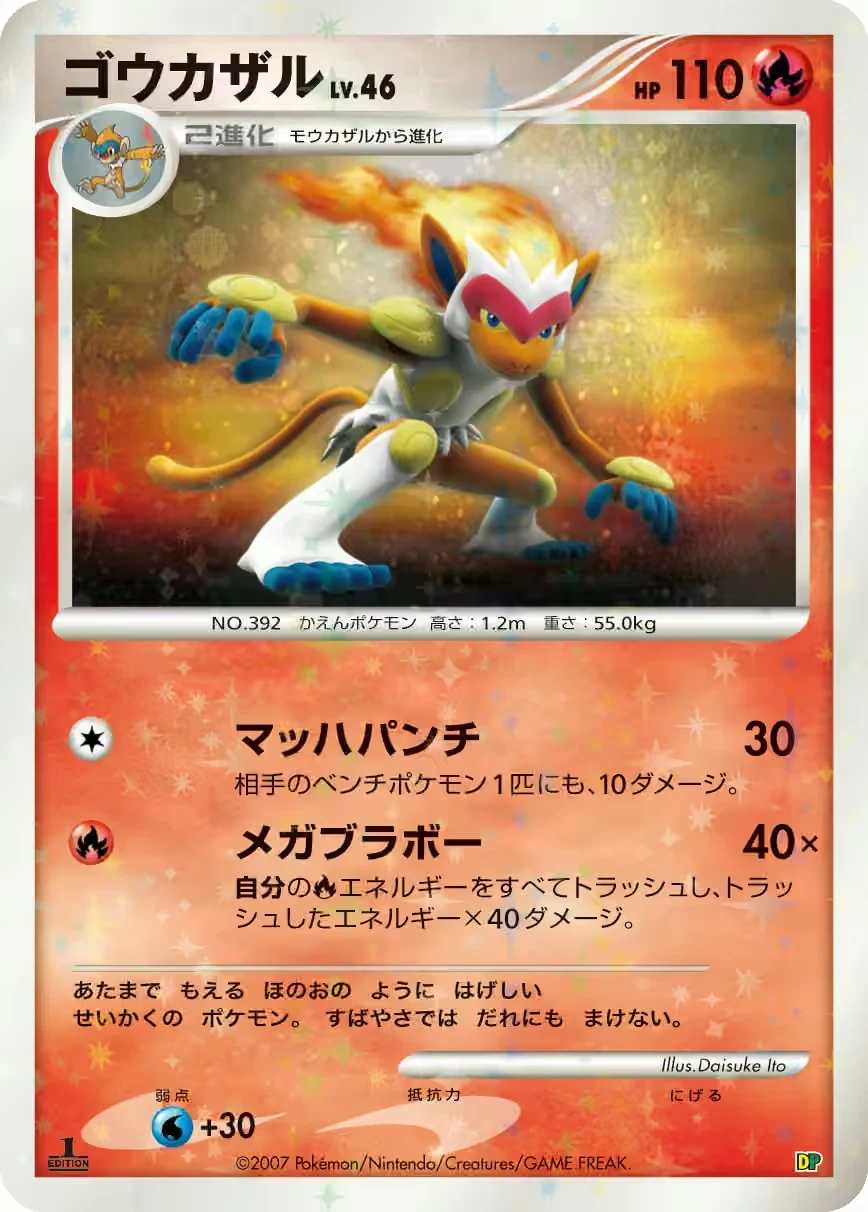 ゴウカザル LV.46 HP 110
2進化 モウカザルから進化
NO.392 かえんポケモン 高さ:1.2m 重さ:55.0kg
マッハパンチ 30
相手のベンチポケモン1匹にも、10ダメージ。
メガブラボー 40×
自分の エネルギーをすべてトラッシュし、トラッ
シュしたエネルギー×40ダメージ。
あたまで もえる ほのおの ように はげしい
せいかくの ポケモン。 すばやさでは だれにも まけない。
Illus.Daisuke Ito
弱点 抵抗力 にげる
+30
1 EDITION
©2007 Pokémon/Nintendo/Creatures/GAME FREAK.
DP